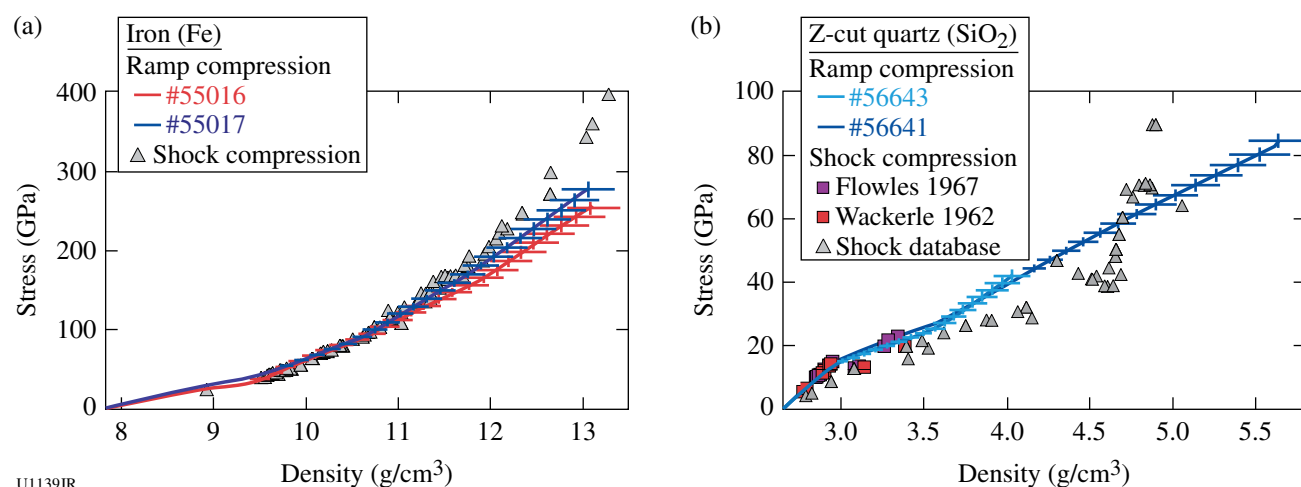 (a)
Iron (Fe)
Ramp compression
#55016
#55017
Shock compression
Stress (GPa)
400
300
200
100
0
8 9 10 11 12 13
Density (g/cm³)
(b)
Z-cut quartz (SiO₂)
Ramp compression
#56643
#56641
Shock compression
Flowles 1967
Wackerle 1962
Shock database
Stress (GPa)
100
80
60
40
20
0
3.0 3.5 4.0 4.5 5.0 5.5
Density (g/cm³)
U1139JR